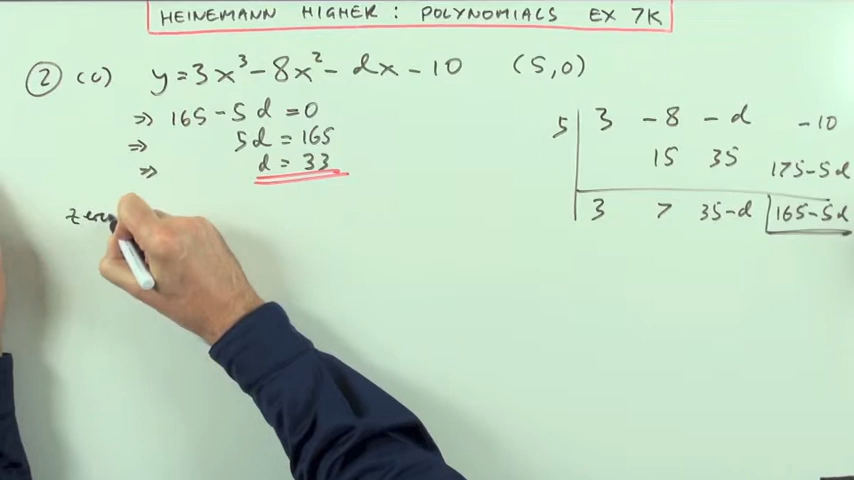 HEINEMANN HIGHER : POLYNOMIALS EX 7K
② (c) y = 3x³ - 8x² - dx - 10 (5,0)
⇒ 165 - 5d = 0
⇒ 5d = 165
⇒ d = 33
5 | 3 -8 -d -10
15 35 175-5d
3 7 35-d 165-5d